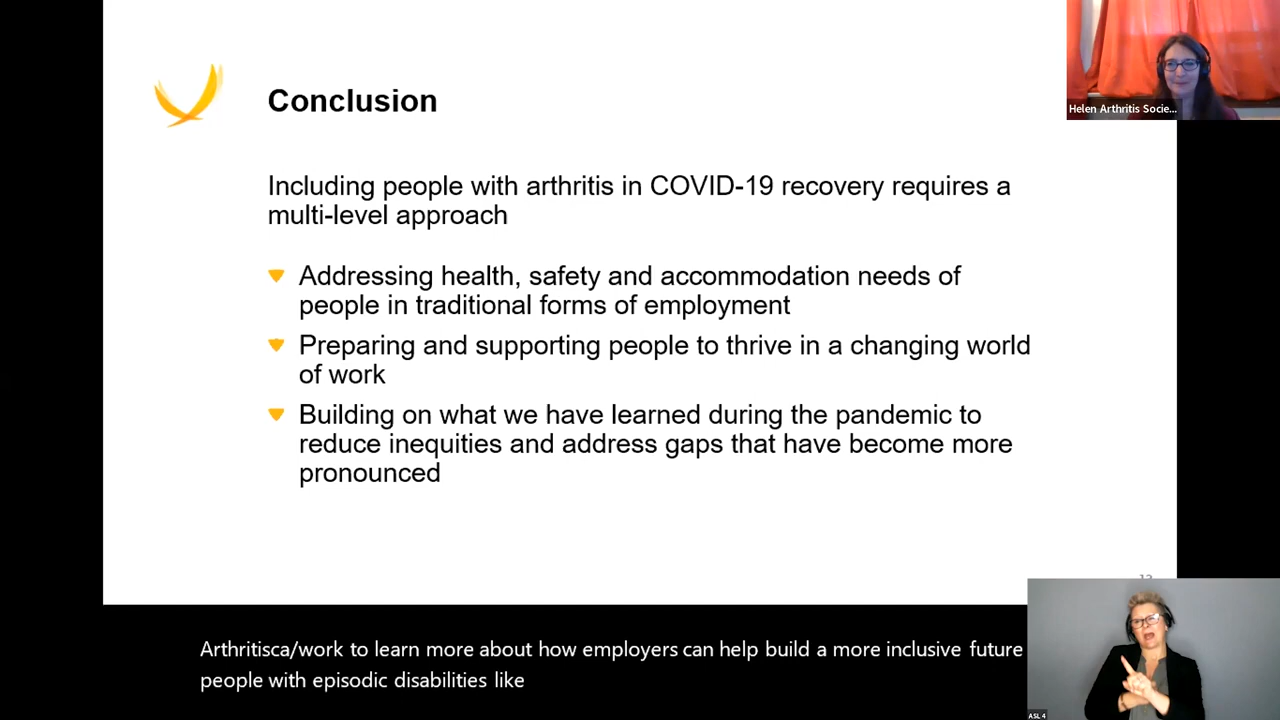 Conclusion
Helen Arthritis Socie...
Including people with arthritis in COVID-19 recovery requires a
multi-level approach
Addressing health, safety and accommodation needs of
people in traditional forms of employment
Preparing and supporting people to thrive in a changing world
of work
Building on what we have learned during the pandemic to
reduce inequities and address gaps that have become more
pronounced
Arthritisca/work to learn more about how employers can help build a more inclusive future
people with episodic disabilities like
ASL 4